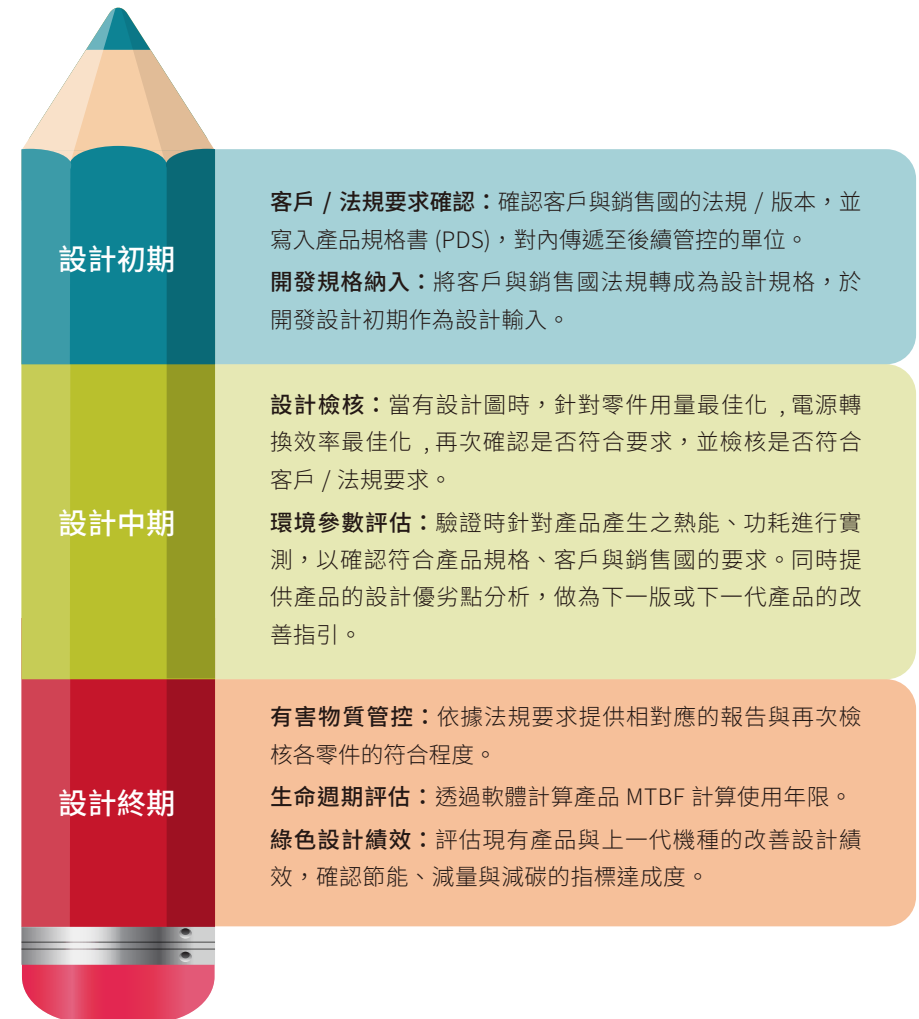 設計初期
客戶 / 法規要求確認：確認客戶與銷售國的法規 / 版本，並
寫入產品規格書 (PDS)，對內傳遞至後續管控的單位。
開發規格納入：將客戶與銷售國法規轉成為設計規格，於
開發設計初期作為設計輸入。
設計中期
設計檢核：當有設計圖時，針對零件用量最佳化 , 電源轉
換效率最佳化 , 再次確認是否符合要求，並檢核是否符合
客戶 / 法規要求。
環境參數評估：驗證時針對產品產生之熱能、功耗進行實
測，以確認符合產品規格、客戶與銷售國的要求。同時提
供產品的設計優劣點分析，做為下一版或下一代產品的改
善指引。
設計終期
有害物質管控：依據法規要求提供相對應的報告與再次檢
核各零件的符合程度。
生命週期評估：透過軟體計算產品 MTBF 計算使用年限。
綠色設計績效：評估現有產品與上一代機種的改善設計績
效，確認節能、減量與減碳的指標達成度。